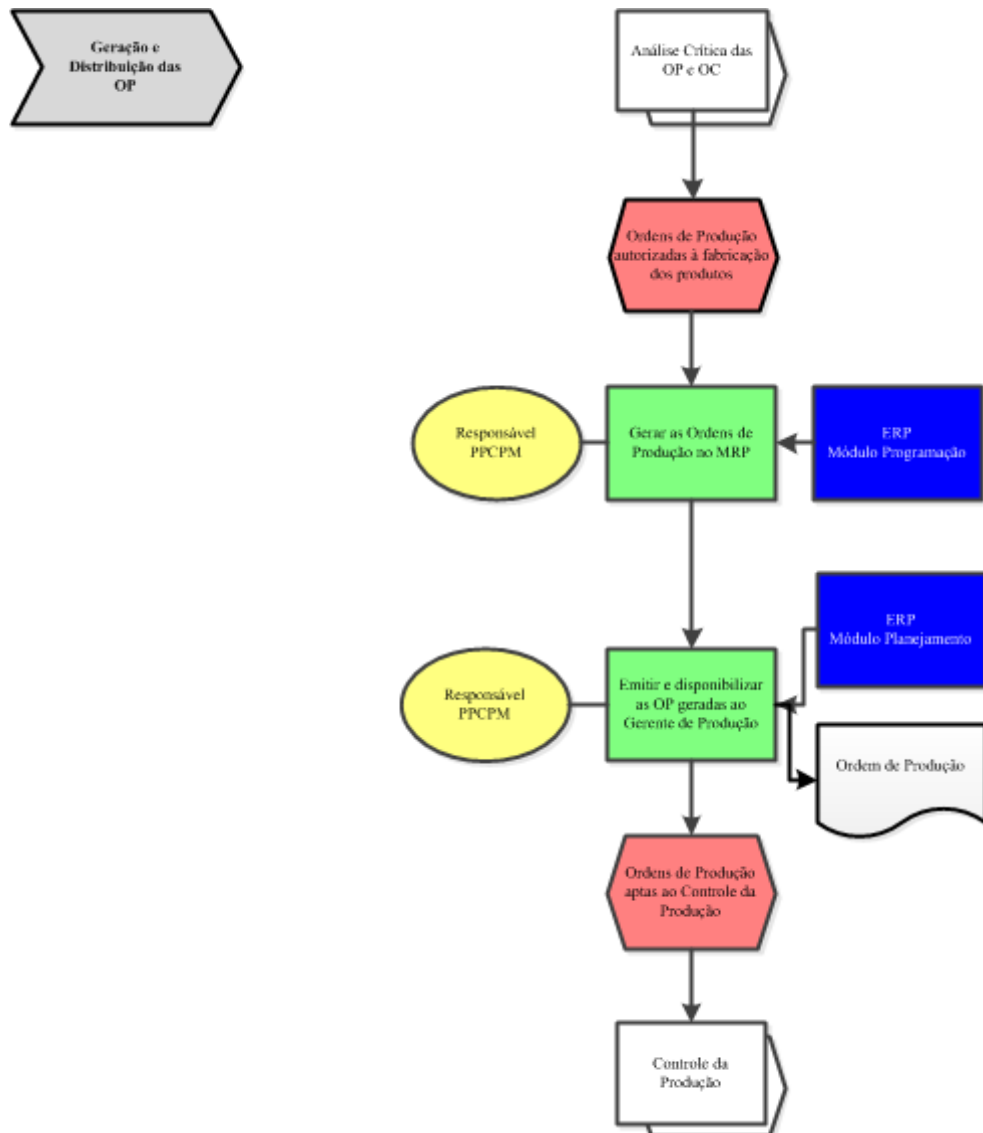 Geração e
Distribuição das
OP
Análise Crítica das
OP e OC
Ordens de Produção
autorizadas à fabricação
dos produtos
Responsável
PPCPM
Gerar as Ordens de
Produção no MRP
ERP
Módulo Programação
ERP
Módulo Planejamento
Responsável
PPCPM
Emitir e disponibilizar
as OP geradas ao
Gerente de Produção
Ordem de Produção
Ordens de Produção
aptas ao Controle da
Produção
Controle da
Produção